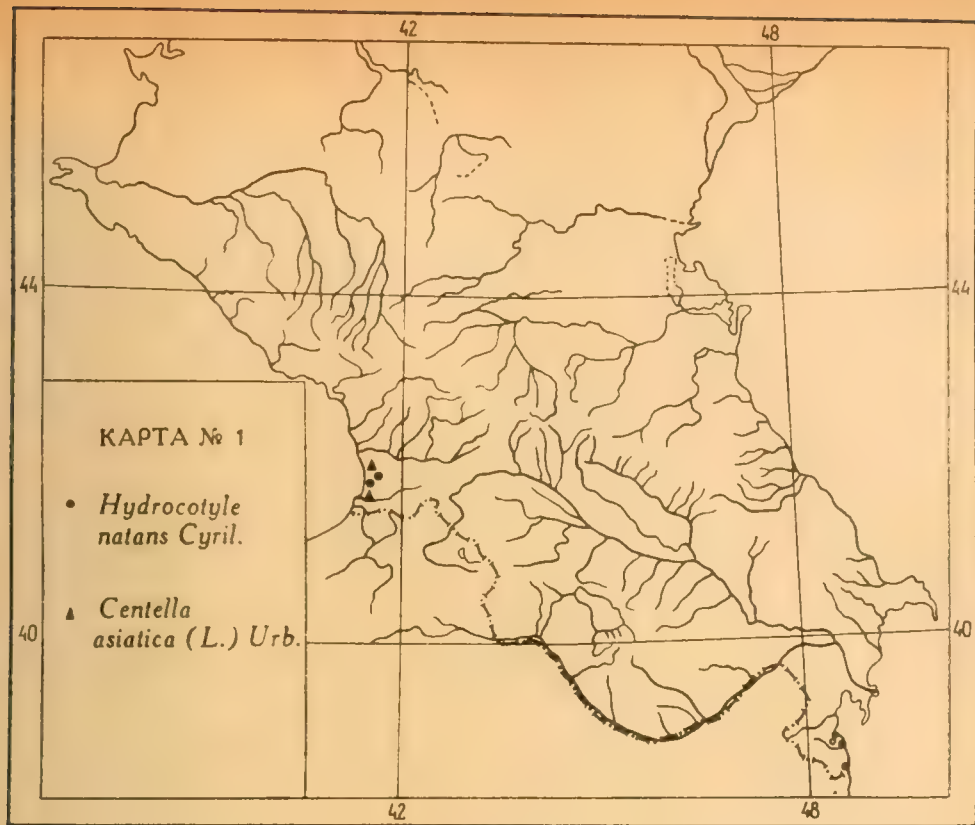 42 48
44 44
КАРТА № 1
Hydrocotyle
natans Cyril.
Centella
asiatica (L.) Urb.
40 40
42 48